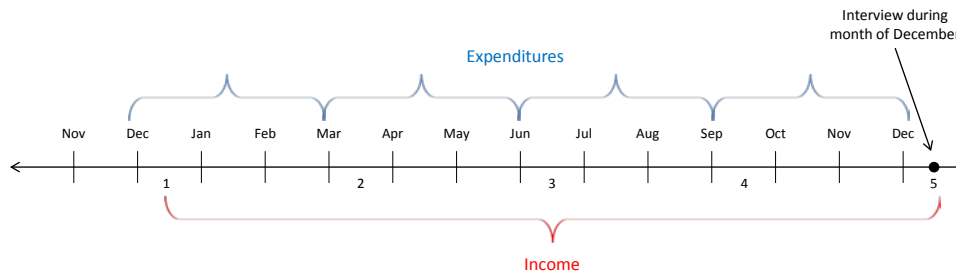 Interview during
month of December
Expenditures
Nov Dec Jan Feb Mar Apr May Jun Jul Aug Sep Oct Nov Dec
1 2 3 4 5
Income